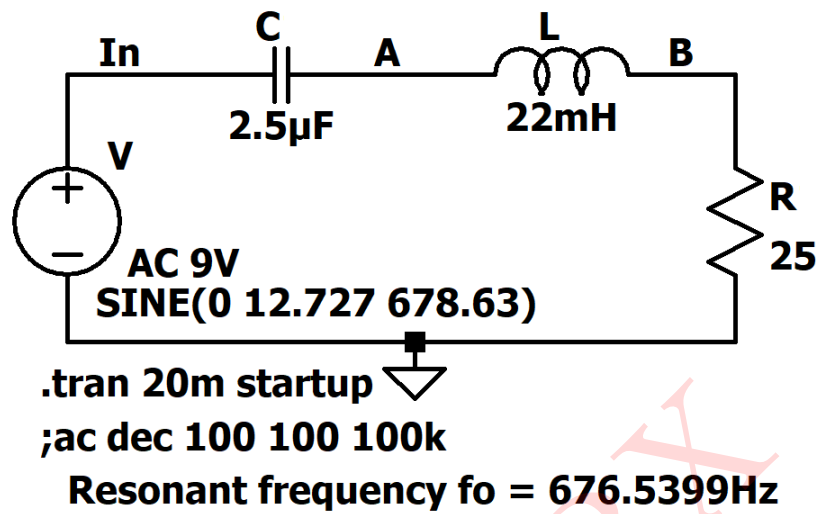 C
In
A
L
B
2.5µF
22mH
V
R
25
AC 9V
SINE(0 12.727 678.63)
.tran 20m startup
;ac dec 100 100 100k
Resonant frequency fo = 676.5399Hz